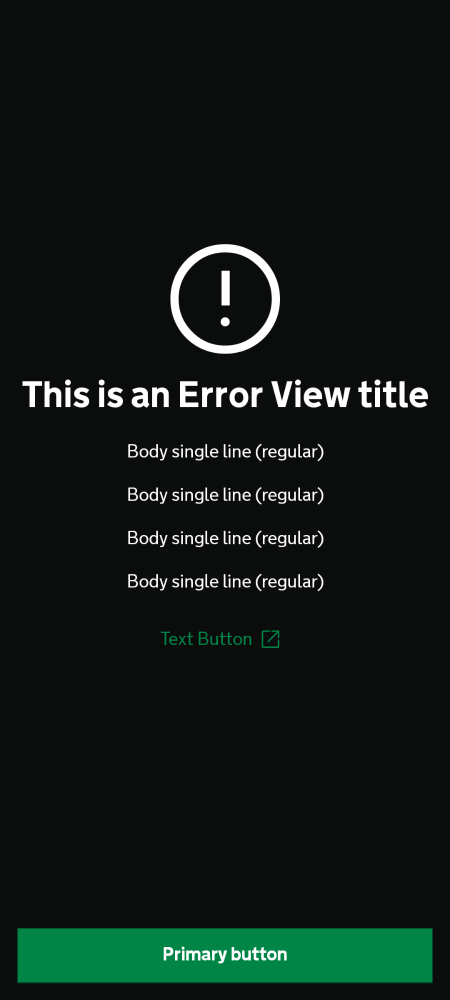 This is an Error View title
Body single line (regular)
Body single line (regular)
Body single line (regular)
Body single line (regular)
Text Button
Primary button